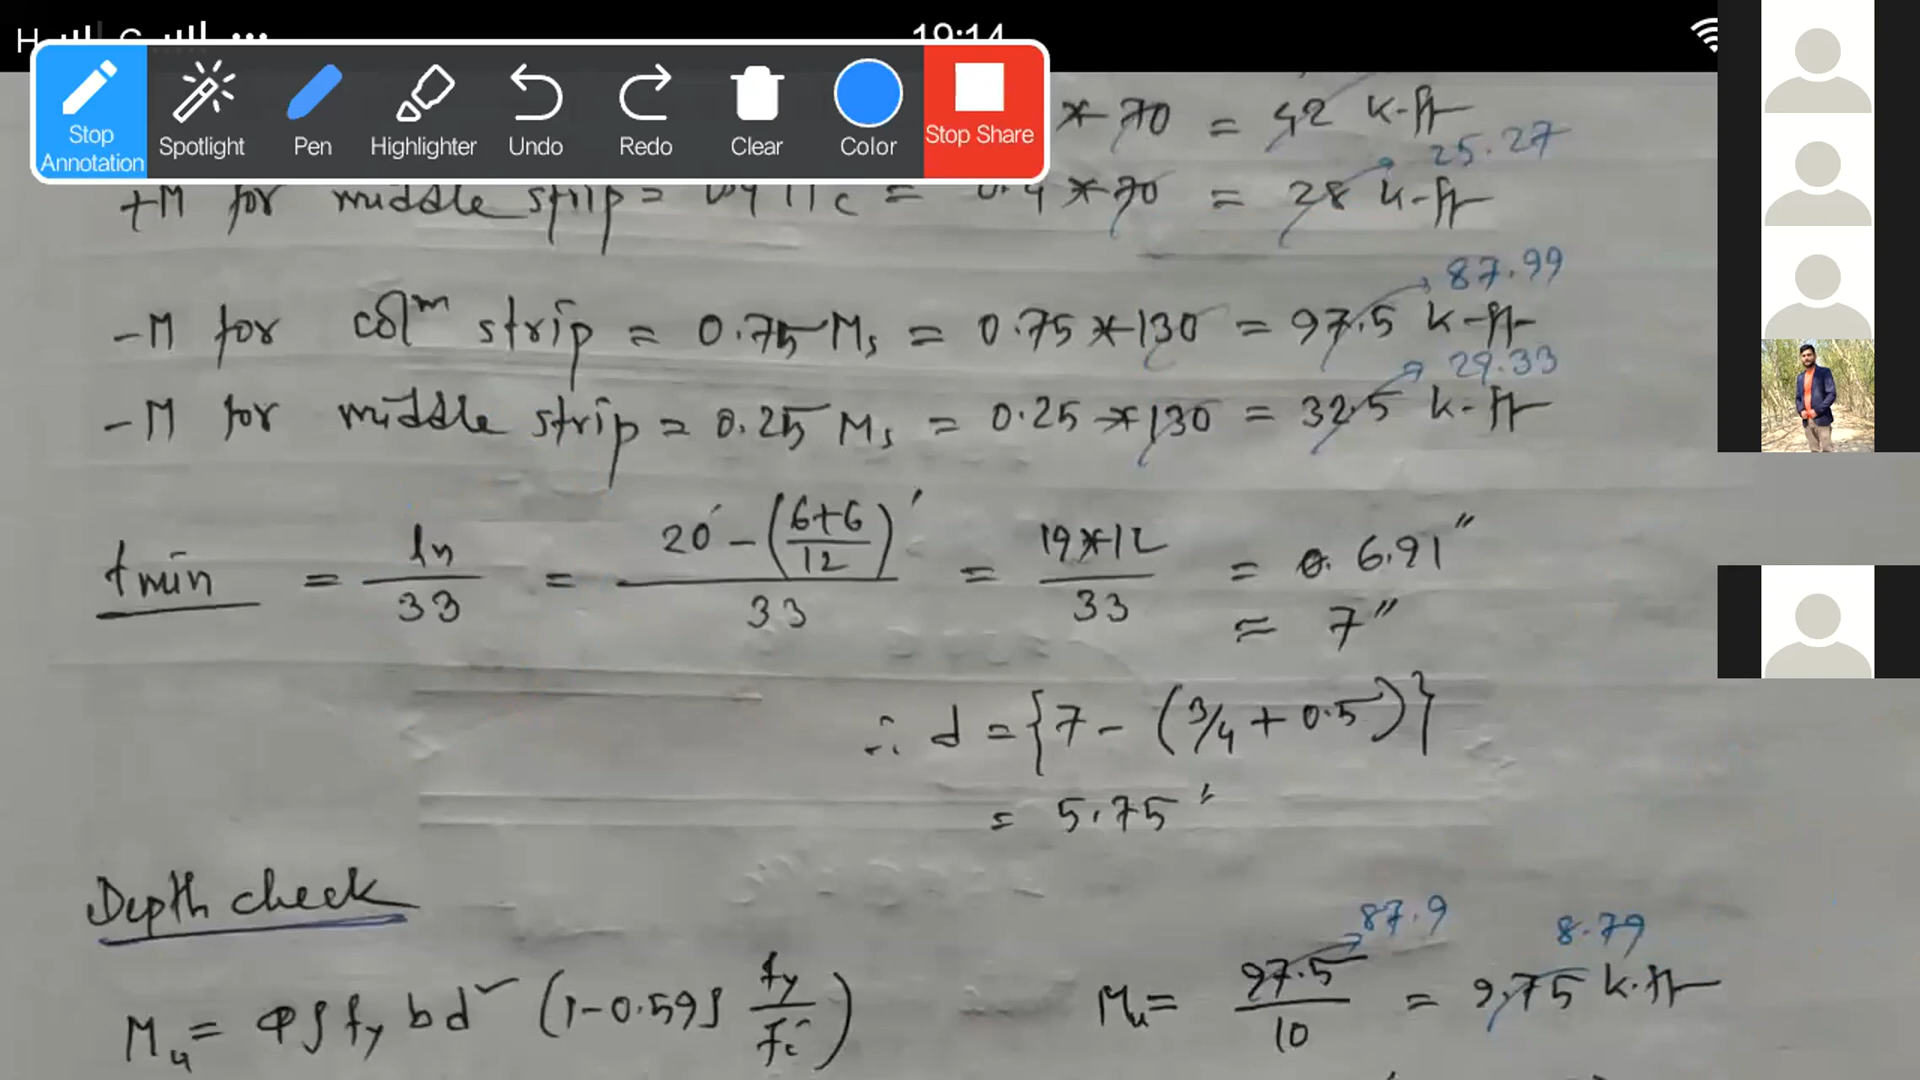 19:14
Stop Annotation
Spotlight
Pen
Highlighter
Undo
Redo
Clear
Color
Stop Share
* 70 = 42 k-ft
25.27
+M for middle strip = 0.4 Mc = 0.4 * 70 = 28 k-ft
87.99
-M for colm strip = 0.75 Ms = 0.75 * 130 = 97.5 k-ft
29.33
-M for middle strip = 0.25 Ms = 0.25 * 130 = 32.5 k-ft
tmin = ln/33 = 20' - (6+6/12)'/33 = 19*12/33 = 6.91"
≈ 7"
∴ d = {7 - (3/4 + 0.5)}
= 5.75"
Depth check
87.9
8.79
Mu = φρfy bd² (1-0.59ρ fy/fc')
Mu = 97.5/10 = 9.75 k.ft